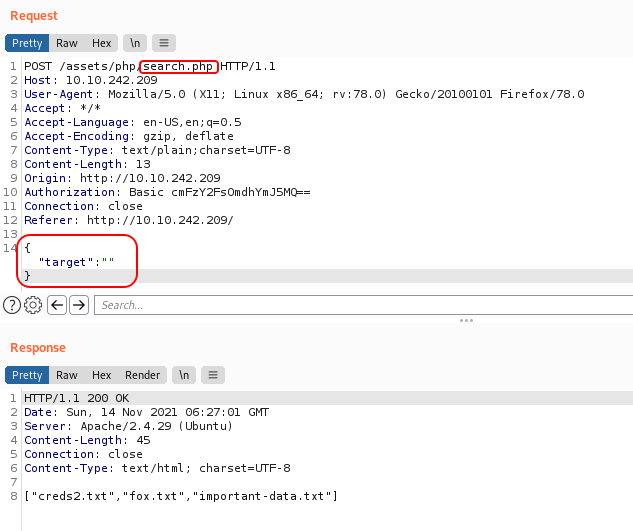 Request
Pretty Raw Hex \n
1 POST /assets/php/search.php HTTP/1.1
2 Host: 10.10.242.209
3 User-Agent: Mozilla/5.0 (X11; Linux x86_64; rv:78.0) Gecko/20100101 Firefox/78.0
4 Accept: */*
5 Accept-Language: en-US,en;q=0.5
6 Accept-Encoding: gzip, deflate
7 Content-Type: text/plain;charset=UTF-8
8 Content-Length: 13
9 Origin: http://10.10.242.209
10 Authorization: Basic cmFzY2FsOmdhYmJ5MQ==
11 Connection: close
12 Referer: http://10.10.242.209/
13
14 {
"target":""
}
? Search...
Response
Pretty Raw Hex Render \n
1 HTTP/1.1 200 OK
2 Date: Sun, 14 Nov 2021 06:27:01 GMT
3 Server: Apache/2.4.29 (Ubuntu)
4 Content-Length: 45
5 Connection: close
6 Content-Type: text/html; charset=UTF-8
7
8 ["creds2.txt","fox.txt","important-data.txt"]